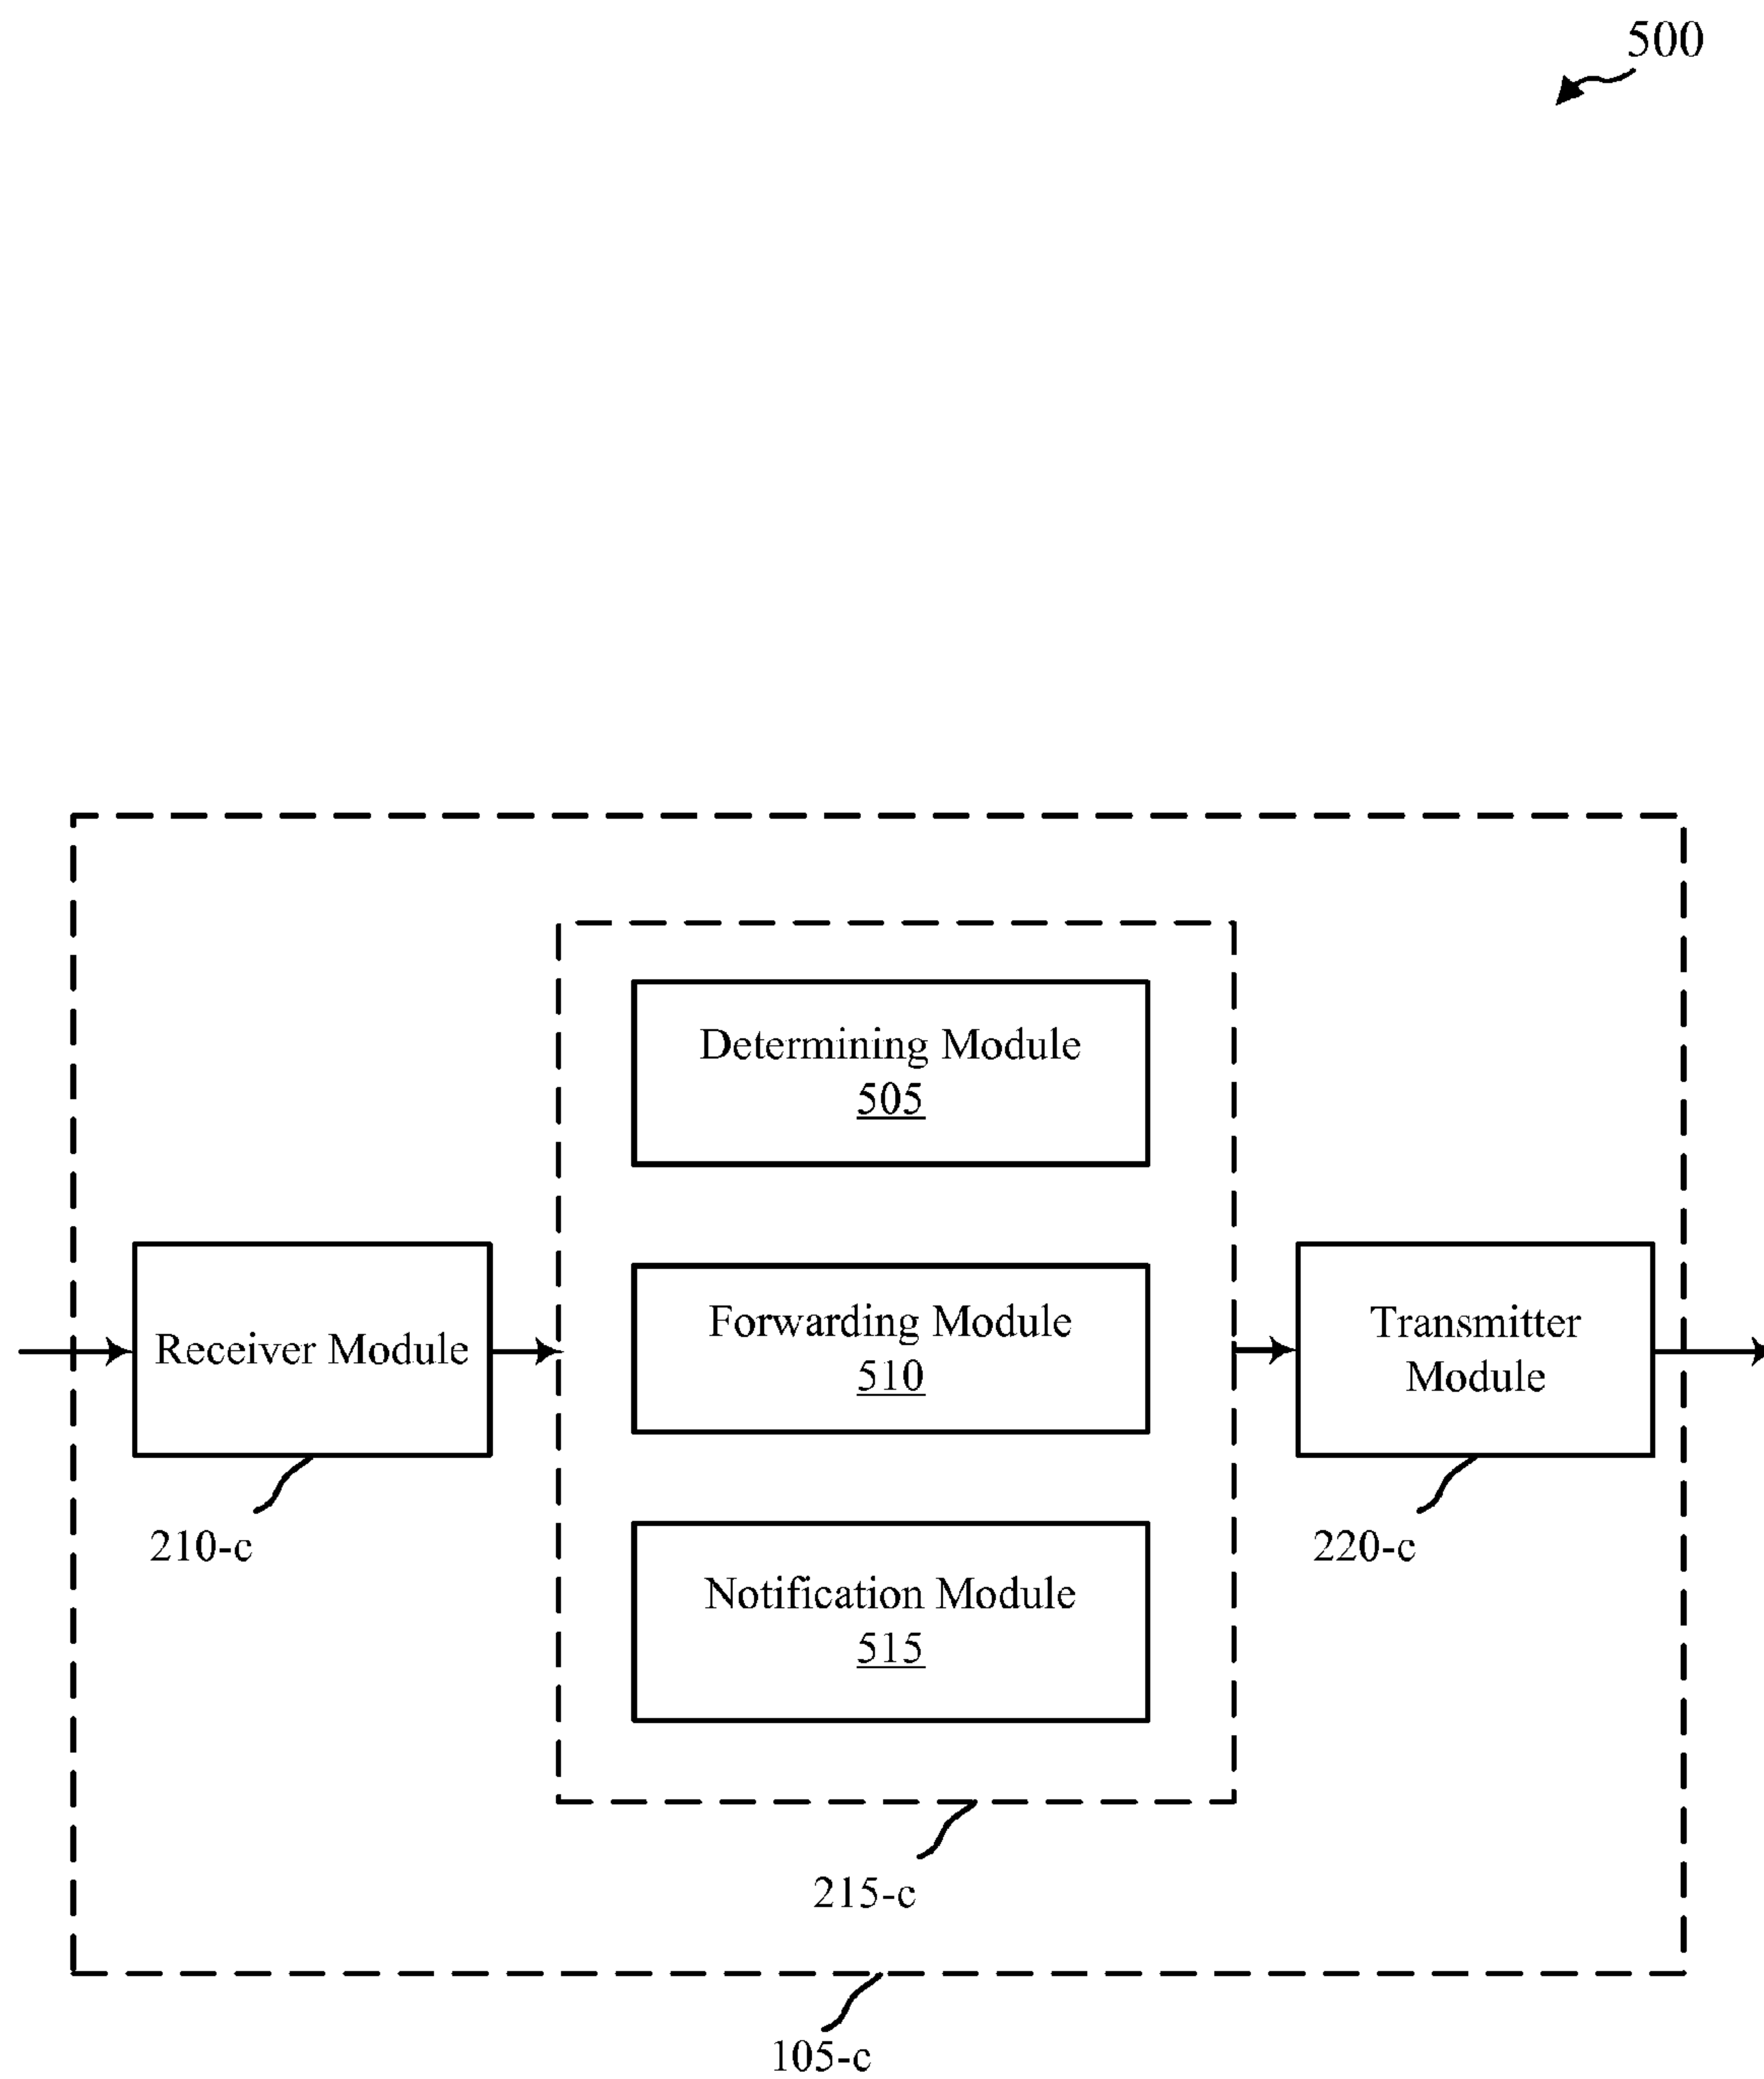 500
Determining Module
505
Receiver Module
Forwarding Module
510
Transmitter
Module
210-c
220-c
Notification Module
515
215-c
105-c